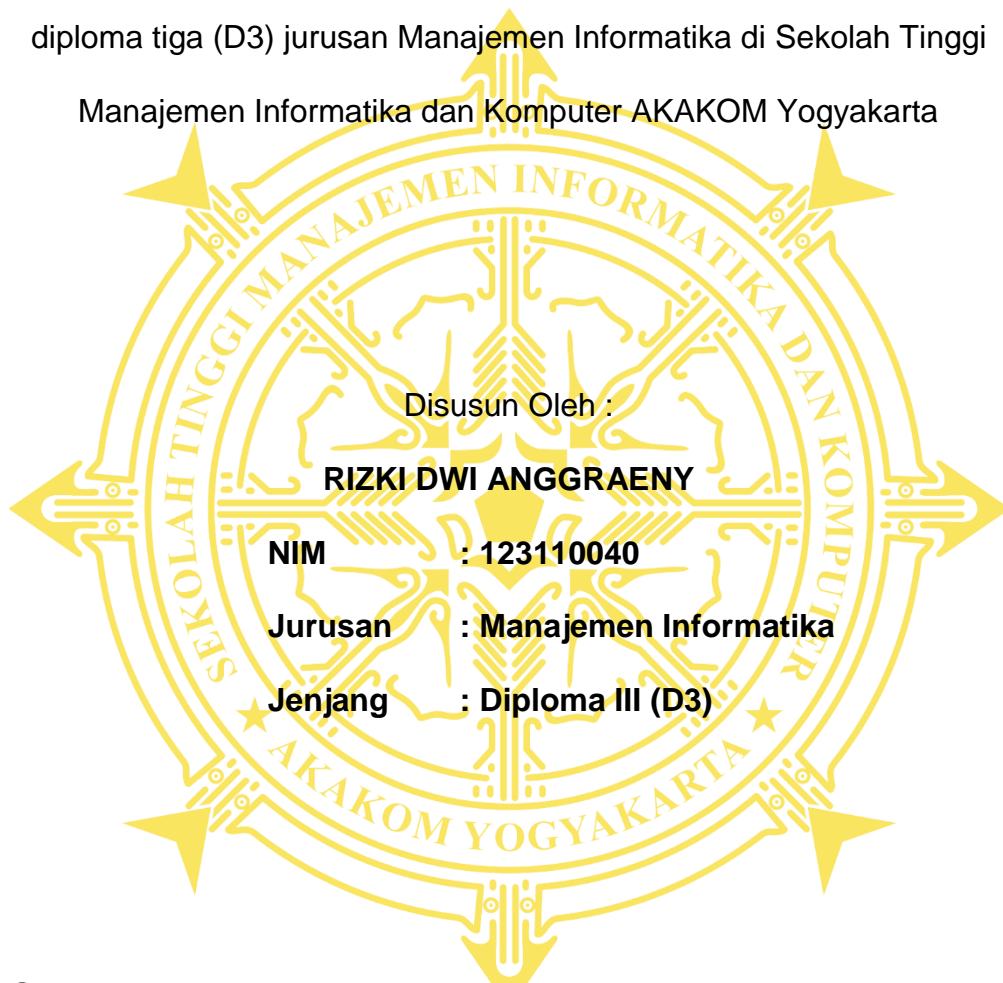 diploma tiga (D3) jurusan Manajemen Informatika di Sekolah Tinggi
Manajemen Informatika dan Komputer AKAKOM Yogyakarta
SEKOLAH TINGGI MANAJEMEN INFORMATIKA DAN KOMPUTER
Disusun Oleh :
RIZKI DWI ANGGRAENY
NIM : 123110040
Jurusan : Manajemen Informatika
Jenjang : Diploma III (D3)
★ AKAKOM YOGYAKARTA ★